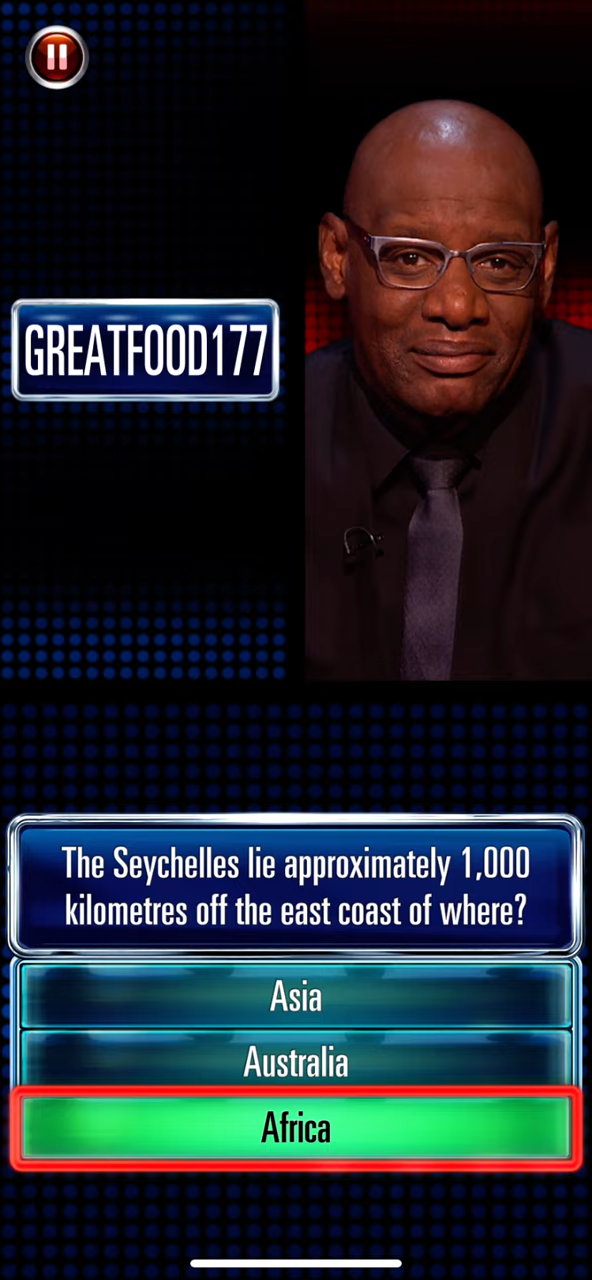 GREATFOOD177
The Seychelles lie approximately 1,000
kilometres off the east coast of where?
Asia
Australia
Africa